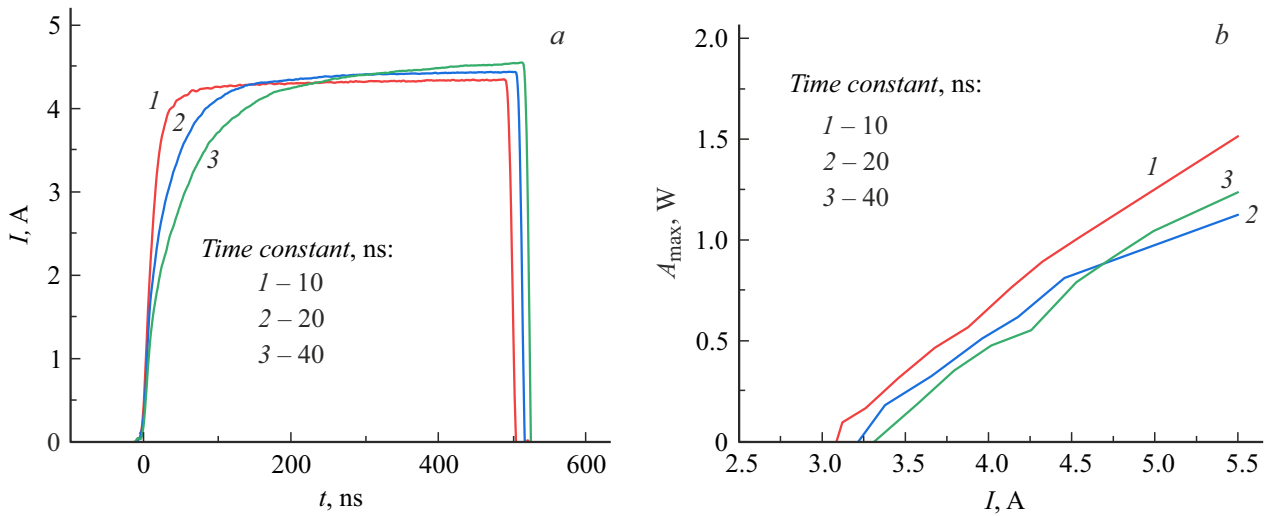 a
5
4
3
2
1
0
I, A
1
2
3
Time constant, ns:
1 – 10
2 – 20
3 – 40
0
200
400
600
t, ns
b
2.0
1.5
1.0
0.5
0
A_max, W
Time constant, ns:
1 – 10
2 – 20
3 – 40
1
3
2
2.5
3.0
3.5
4.0
4.5
5.0
5.5
I, A